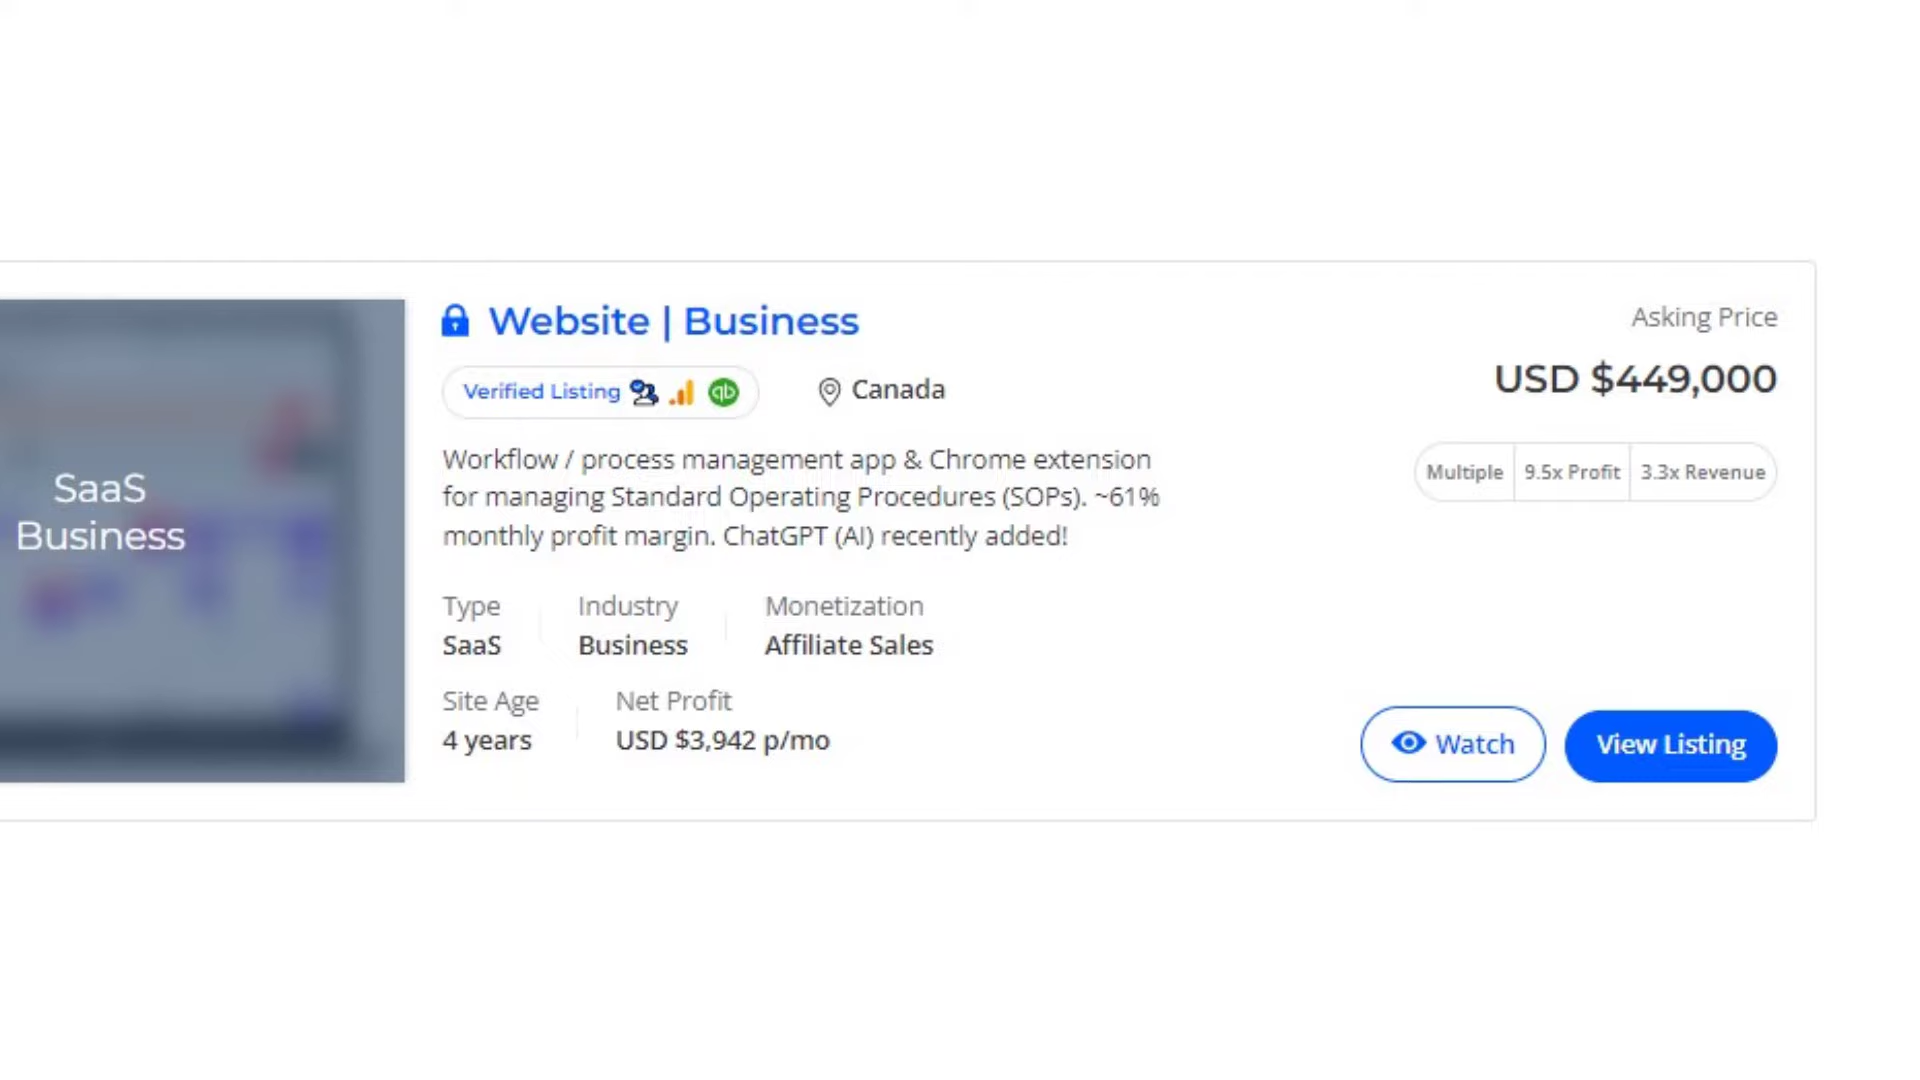 SaaS
Business
Website | Business
Verified Listing
Canada
Workflow / process management app & Chrome extension
for managing Standard Operating Procedures (SOPs). ~61%
monthly profit margin. ChatGPT (AI) recently added!
Type
SaaS
Industry
Business
Monetization
Affiliate Sales
Site Age
4 years
Net Profit
USD $3,942 p/mo
Asking Price
USD $449,000
Multiple
9.5x Profit
3.3x Revenue
Watch
View Listing